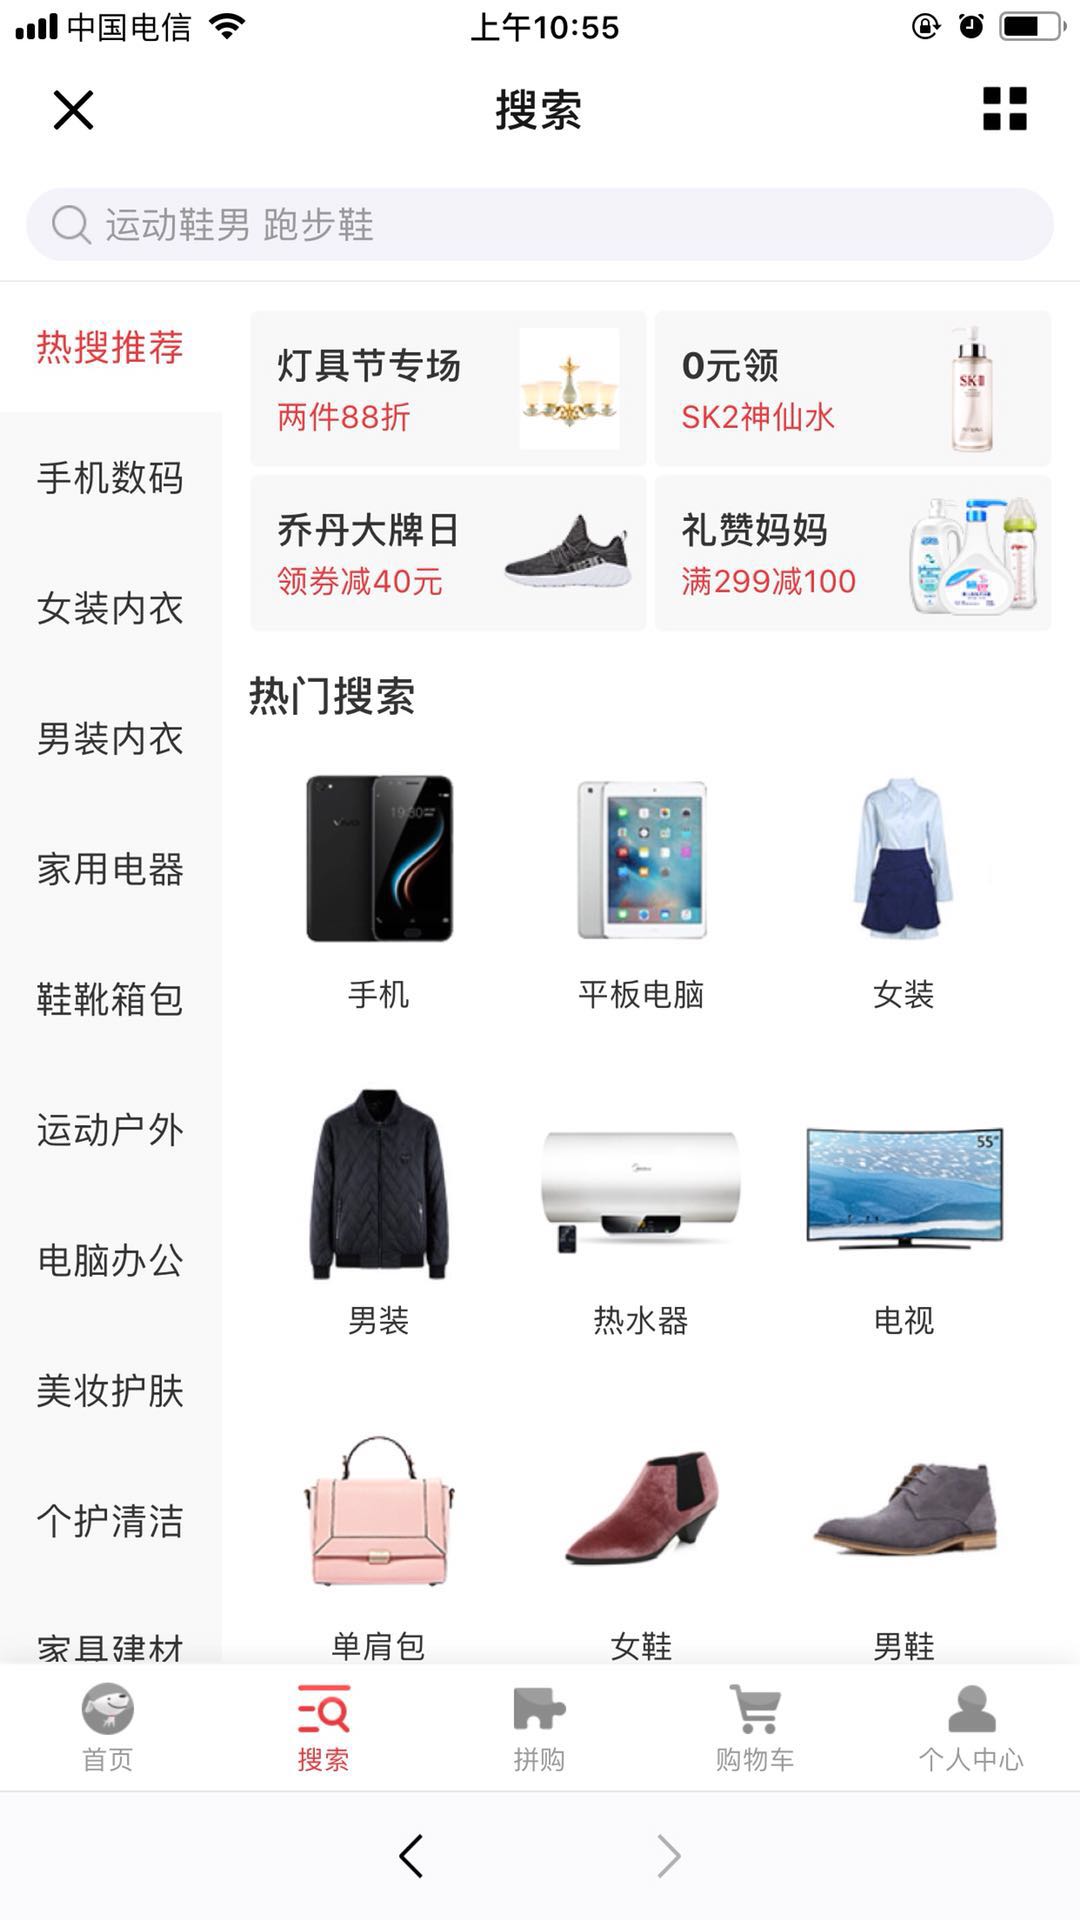 中国电信
上午10:55
搜索
运动鞋男 跑步鞋
热搜推荐
手机数码
女装内衣
男装内衣
家用电器
鞋靴箱包
运动户外
电脑办公
美妆护肤
个护清洁
家具建材
灯具节专场
两件88折
0元领
SK2神仙水
SKII
乔丹大牌日
领券减40元
礼赞妈妈
满299减100
热门搜索
vivo
19:30
手机
平板电脑
女装
男装
Midea
热水器
55"
电视
单肩包
女鞋
男鞋
首页
搜索
拼购
购物车
个人中心